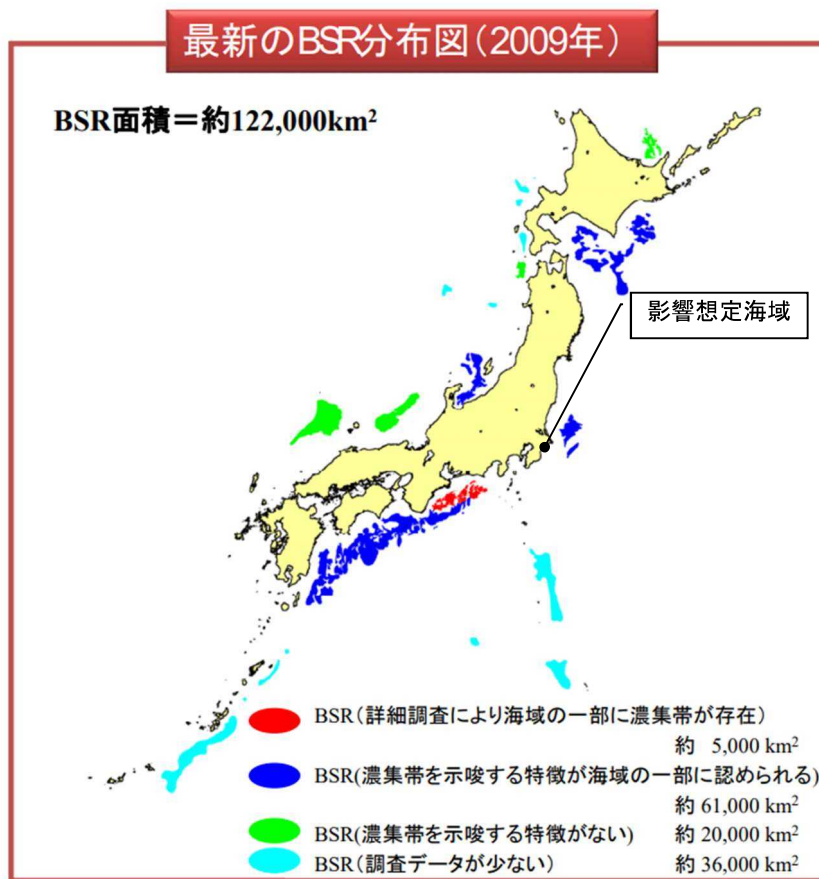 最新のBSR分布図（2009年）
BSR面積＝約122,000km²
影響想定海域
BSR（詳細調査により海域の一部に濃集帯が存在）
約 5,000 km²
BSR(濃集帯を示唆する特徴が海域の一部に認められる)
約 61,000 km²
BSR(濃集帯を示唆する特徴がない) 約 20,000 km²
BSR（調査データが少ない） 約 36,000 km²